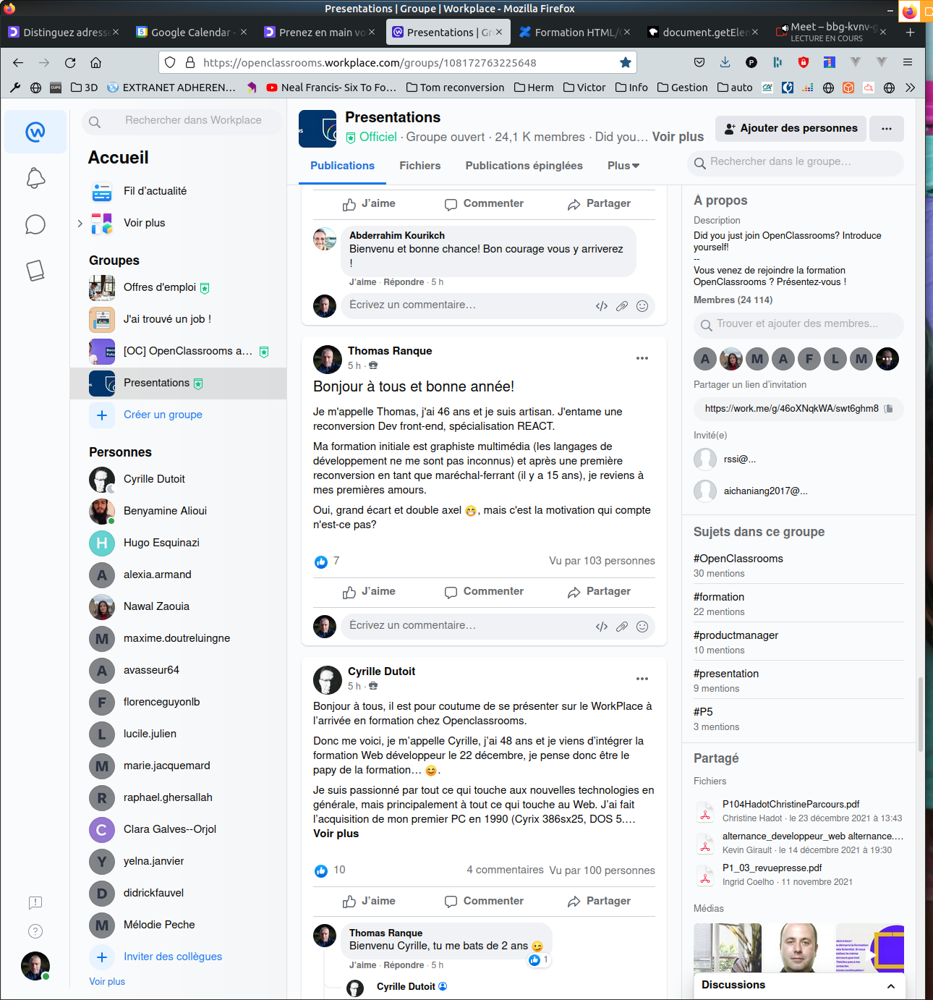 Presentations | Groupe | Workplace - Mozilla Firefox
Distinguez adress
Google Calendar -
Prenez en main vo
Presentations | Gr
Formation HTML/
document.getEler
Meet – bbg-kvnv-g
LECTURE EN COURS
https://openclassrooms.workplace.com/groups/108172763225648
3D
EXTRANET ADHEREN…
Neal Francis- Six To Fo…
Tom reconversion
Herm
Victor
Info
Gestion
auto
Rechercher dans Workplace
Accueil
Fil d’actualité
Voir plus
Groupes
Offres d'emploi
J'ai trouvé un job !
[OC] OpenClassrooms a…
Presentations
Créer un groupe
Personnes
Cyrille Dutoit
Benyamine Alioui
H Hugo Esquinazi
A alexia.armand
Nawal Zaouia
M maxime.doutreluingne
A avasseur64
F florenceguyonlb
L lucile.julien
M marie.jacquemard
R raphael.ghersallah
C Clara Galves--Orjol
Y yelna.janvier
D didrickfauvel
M Mélodie Peche
Inviter des collègues
Voir plus
Presentations
Officiel · Groupe ouvert · 24,1 K membres · Did you… Voir plus
Ajouter des personnes
Publications
Fichiers
Publications épinglées
Plus
Rechercher dans le groupe…
J’aime
Commenter
Partager
Abderrahim Kourikch
Bienvenu et bonne chance! Bon courage vous y arriverez
!
J’aime · Répondre · 5 h
Écrivez un commentaire…
Thomas Ranque
5 h ·
Bonjour à tous et bonne année!
Je m'appelle Thomas, j'ai 46 ans et je suis artisan. J'entame une
reconversion Dev front-end, spécialisation REACT.
Ma formation initiale est graphiste multimédia (les langages de
développement ne me sont pas inconnus) et après une première
reconversion en tant que maréchal-ferrant (il y a 15 ans), je reviens à
mes premières amours.
Oui, grand écart et double axel 😁, mais c'est la motivation qui compte
n'est-ce pas?
7
Vu par 103 personnes
J’aime
Commenter
Partager
Écrivez un commentaire…
Cyrille Dutoit
5 h ·
Bonjour à tous, il est pour coutume de se présenter sur le WorkPlace à
l’arrivée en formation chez Openclassrooms.
Donc me voici, je m’appelle Cyrille, j’ai 48 ans et je viens d’intégrer la
formation Web développeur le 22 décembre, je pense donc être le
papy de la formation… 😊.
Je suis passionné par tout ce qui touche aux nouvelles technologies en
générale, mais principalement à tout ce qui touche au Web. J’ai fait
l’acquisition de mon premier PC en 1990 (Cyrix 386sx25, DOS 5.…
Voir plus
10
4 commentaires Vu par 100 personnes
J’aime
Commenter
Partager
Thomas Ranque
Bienvenu Cyrille, tu me bats de 2 ans 😅
1
J’aime · Répondre · 5 h
Cyrille Dutoit
À propos
Description
Did you just join OpenClassrooms? Introduce
yourself!
--
Vous venez de rejoindre la formation
OpenClassrooms ? Présentez-vous !
Membres (24 114)
Trouver et ajouter des membres...
A M A F L M
Partager un lien d’invitation
https://work.me/g/46oXNqkWA/swt6ghm8
Invité(e)
rssi@...
aichaniang2017@...
Sujets dans ce groupe
#OpenClassrooms
30 mentions
#formation
22 mentions
#productmanager
10 mentions
#presentation
9 mentions
#P5
3 mentions
Partagé
Fichiers
P104HadotChristineParcours.pdf
Christine Hadot · le 23 décembre 2021 à 13:43
alternance_developpeur_web alternance.…
Kevin Girault · le 14 décembre 2021 à 19:30
P1_03_revuepresse.pdf
Ingrid Coelho · 11 novembre 2021
Médias
Discussions